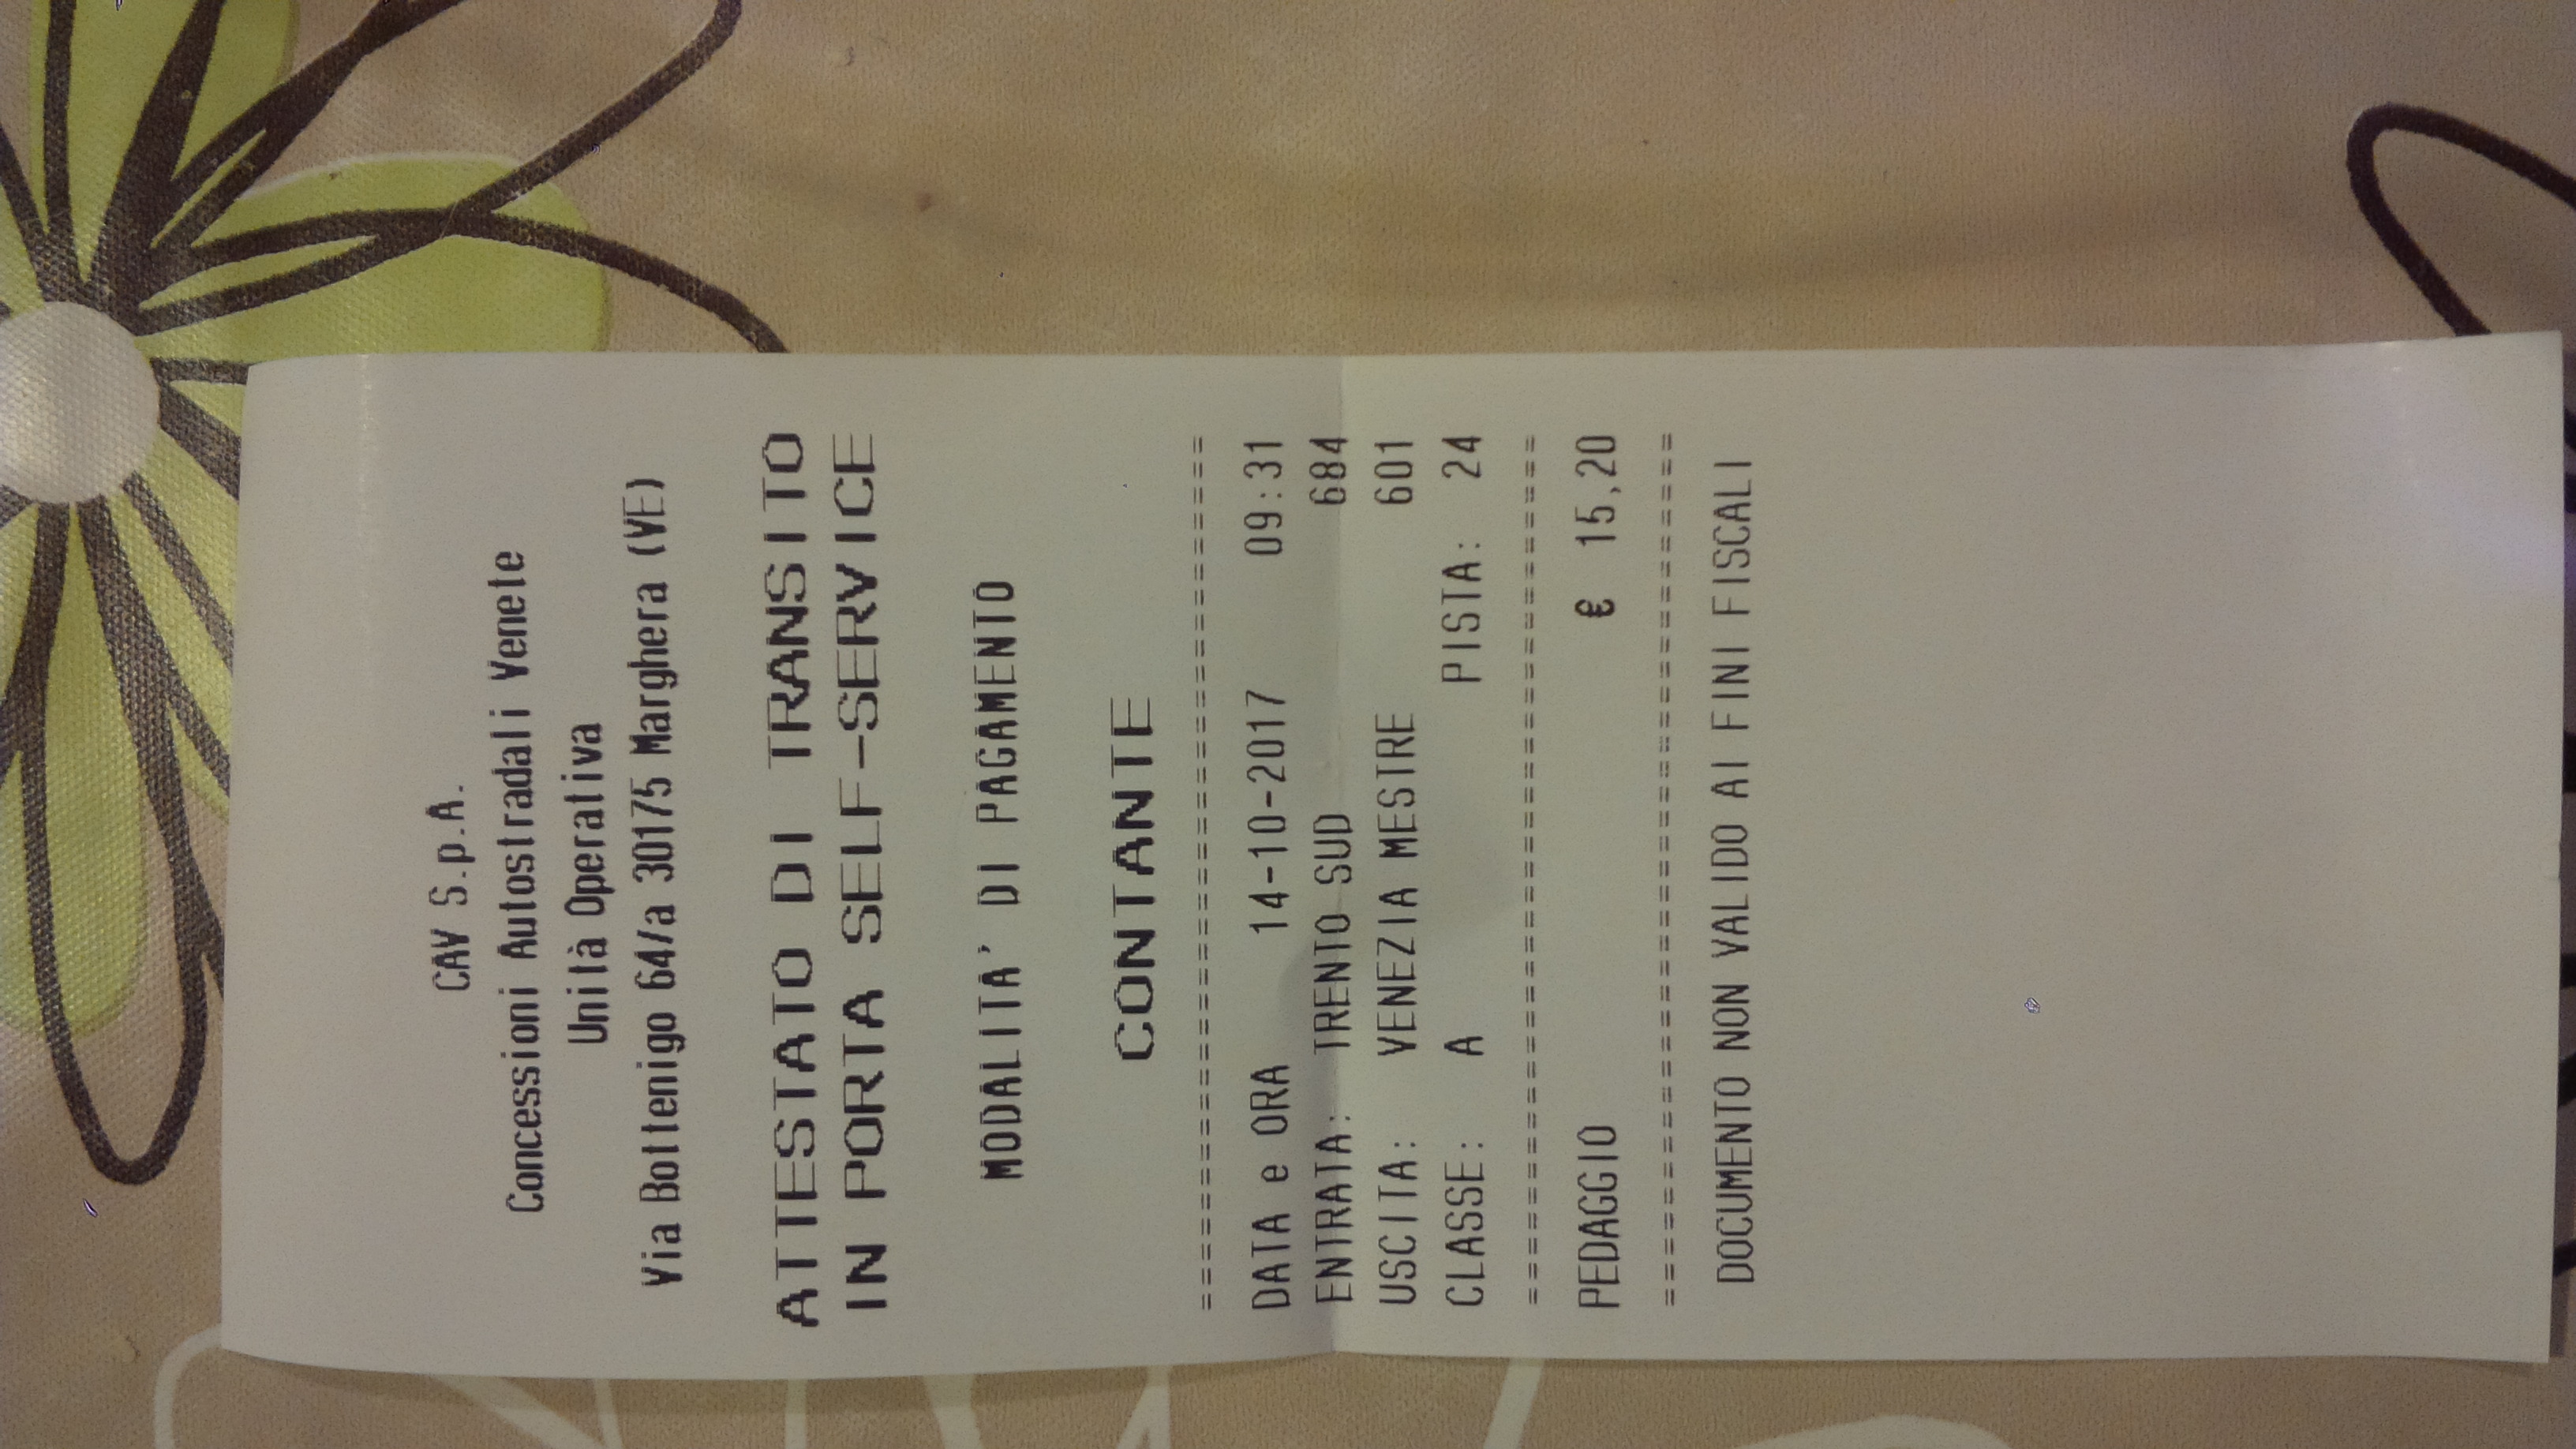 CAV S.p.A.
Concessioni Autostradali Venete
Unità Operativa
Via Bottenigo 64/a 30175 Marghera (VE)
ATTESTATO DI TRANSITO
IN PORTA SELF-SERVICE
MODALITA' DI PAGAMENTO
CONTANTE
===================================
DATA e ORA 14-10-2017 09:31
ENTRATA: TRENTO SUD 684
USCITA: VENEZIA MESTRE 601
CLASSE: A PISTA: 24
===================================
PEDAGGIO € 15,20
===================================
DOCUMENTO NON VALIDO AI FINI FISCALI